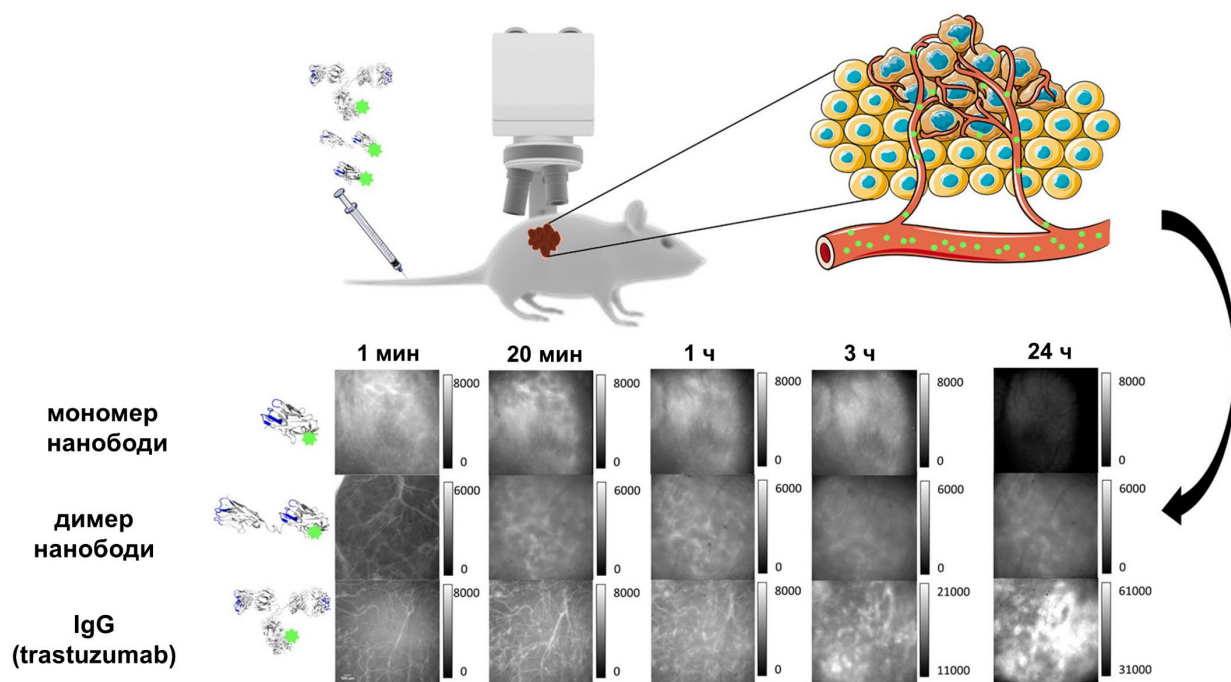 1 мин 20 мин 1 ч 3 ч 24 ч
мономер
нанободи
8000 8000 8000 8000 8000
0 0 0 0 0
димер
нанободи
6000 6000 6000 6000 6000
0 0 0 0 0
IgG
(trastuzumab)
8000 8000 8000 21000 61000
0 0 0 11000 31000